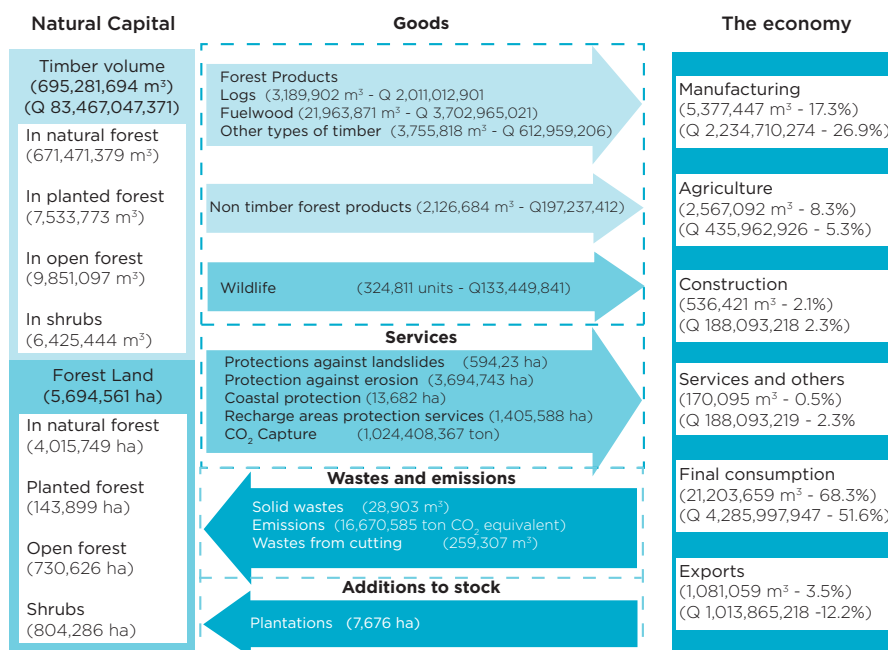 Natural Capital
Timber volume
(695,281,694 m³)
(Q 83,467,047,371)
In natural forest
(671,471,379 m³)
In planted forest
(7,533,773 m³)
In open forest
(9,851,097 m³)
In shrubs
(6,425,444 m³)
Forest Land
(5,694,561 ha)
In natural forest
(4,015,749 ha)
Planted forest
(143,899 ha)
Open forest
(730,626 ha)
Shrubs
(804,286 ha)
Goods
Forest Products
Logs (3,189,902 m³ - Q 2,011,012,901
Fuelwood (21,963,871 m³ - Q 3,702,965,021)
Other types of timber (3,755,818 m³ - Q 612,959,206)
Non timber forest products (2,126,684 m³ - Q197,237,412)
Wildlife (324,811 units - Q133,449,841)
Services
Protections against landslides (594,23 ha)
Protection against erosion (3,694,743 ha)
Coastal protection (13,682 ha)
Recharge areas protection services (1,405,588 ha)
CO₂ Capture (1,024,408,367 ton)
Wastes and emissions
Solid wastes (28,903 m³)
Emissions (16,670,585 ton CO₂ equivalent)
Wastes from cutting (259,307 m³)
Additions to stock
Plantations (7,676 ha)
The economy
Manufacturing
(5,377,447 m³ - 17.3%)
(Q 2,234,710,274 - 26.9%)
Agriculture
(2,567,092 m³ - 8.3%)
(Q 435,962,926 - 5.3%)
Construction
(536,421 m³ - 2.1%)
(Q 188,093,218 2.3%)
Services and others
(170,095 m³ - 0.5%)
(Q 188,093,219 - 2.3%
Final consumption
(21,203,659 m³ - 68.3%)
(Q 4,285,997,947 - 51.6%)
Exports
(1,081,059 m³ - 3.5%)
(Q 1,013,865,218 -12.2%)